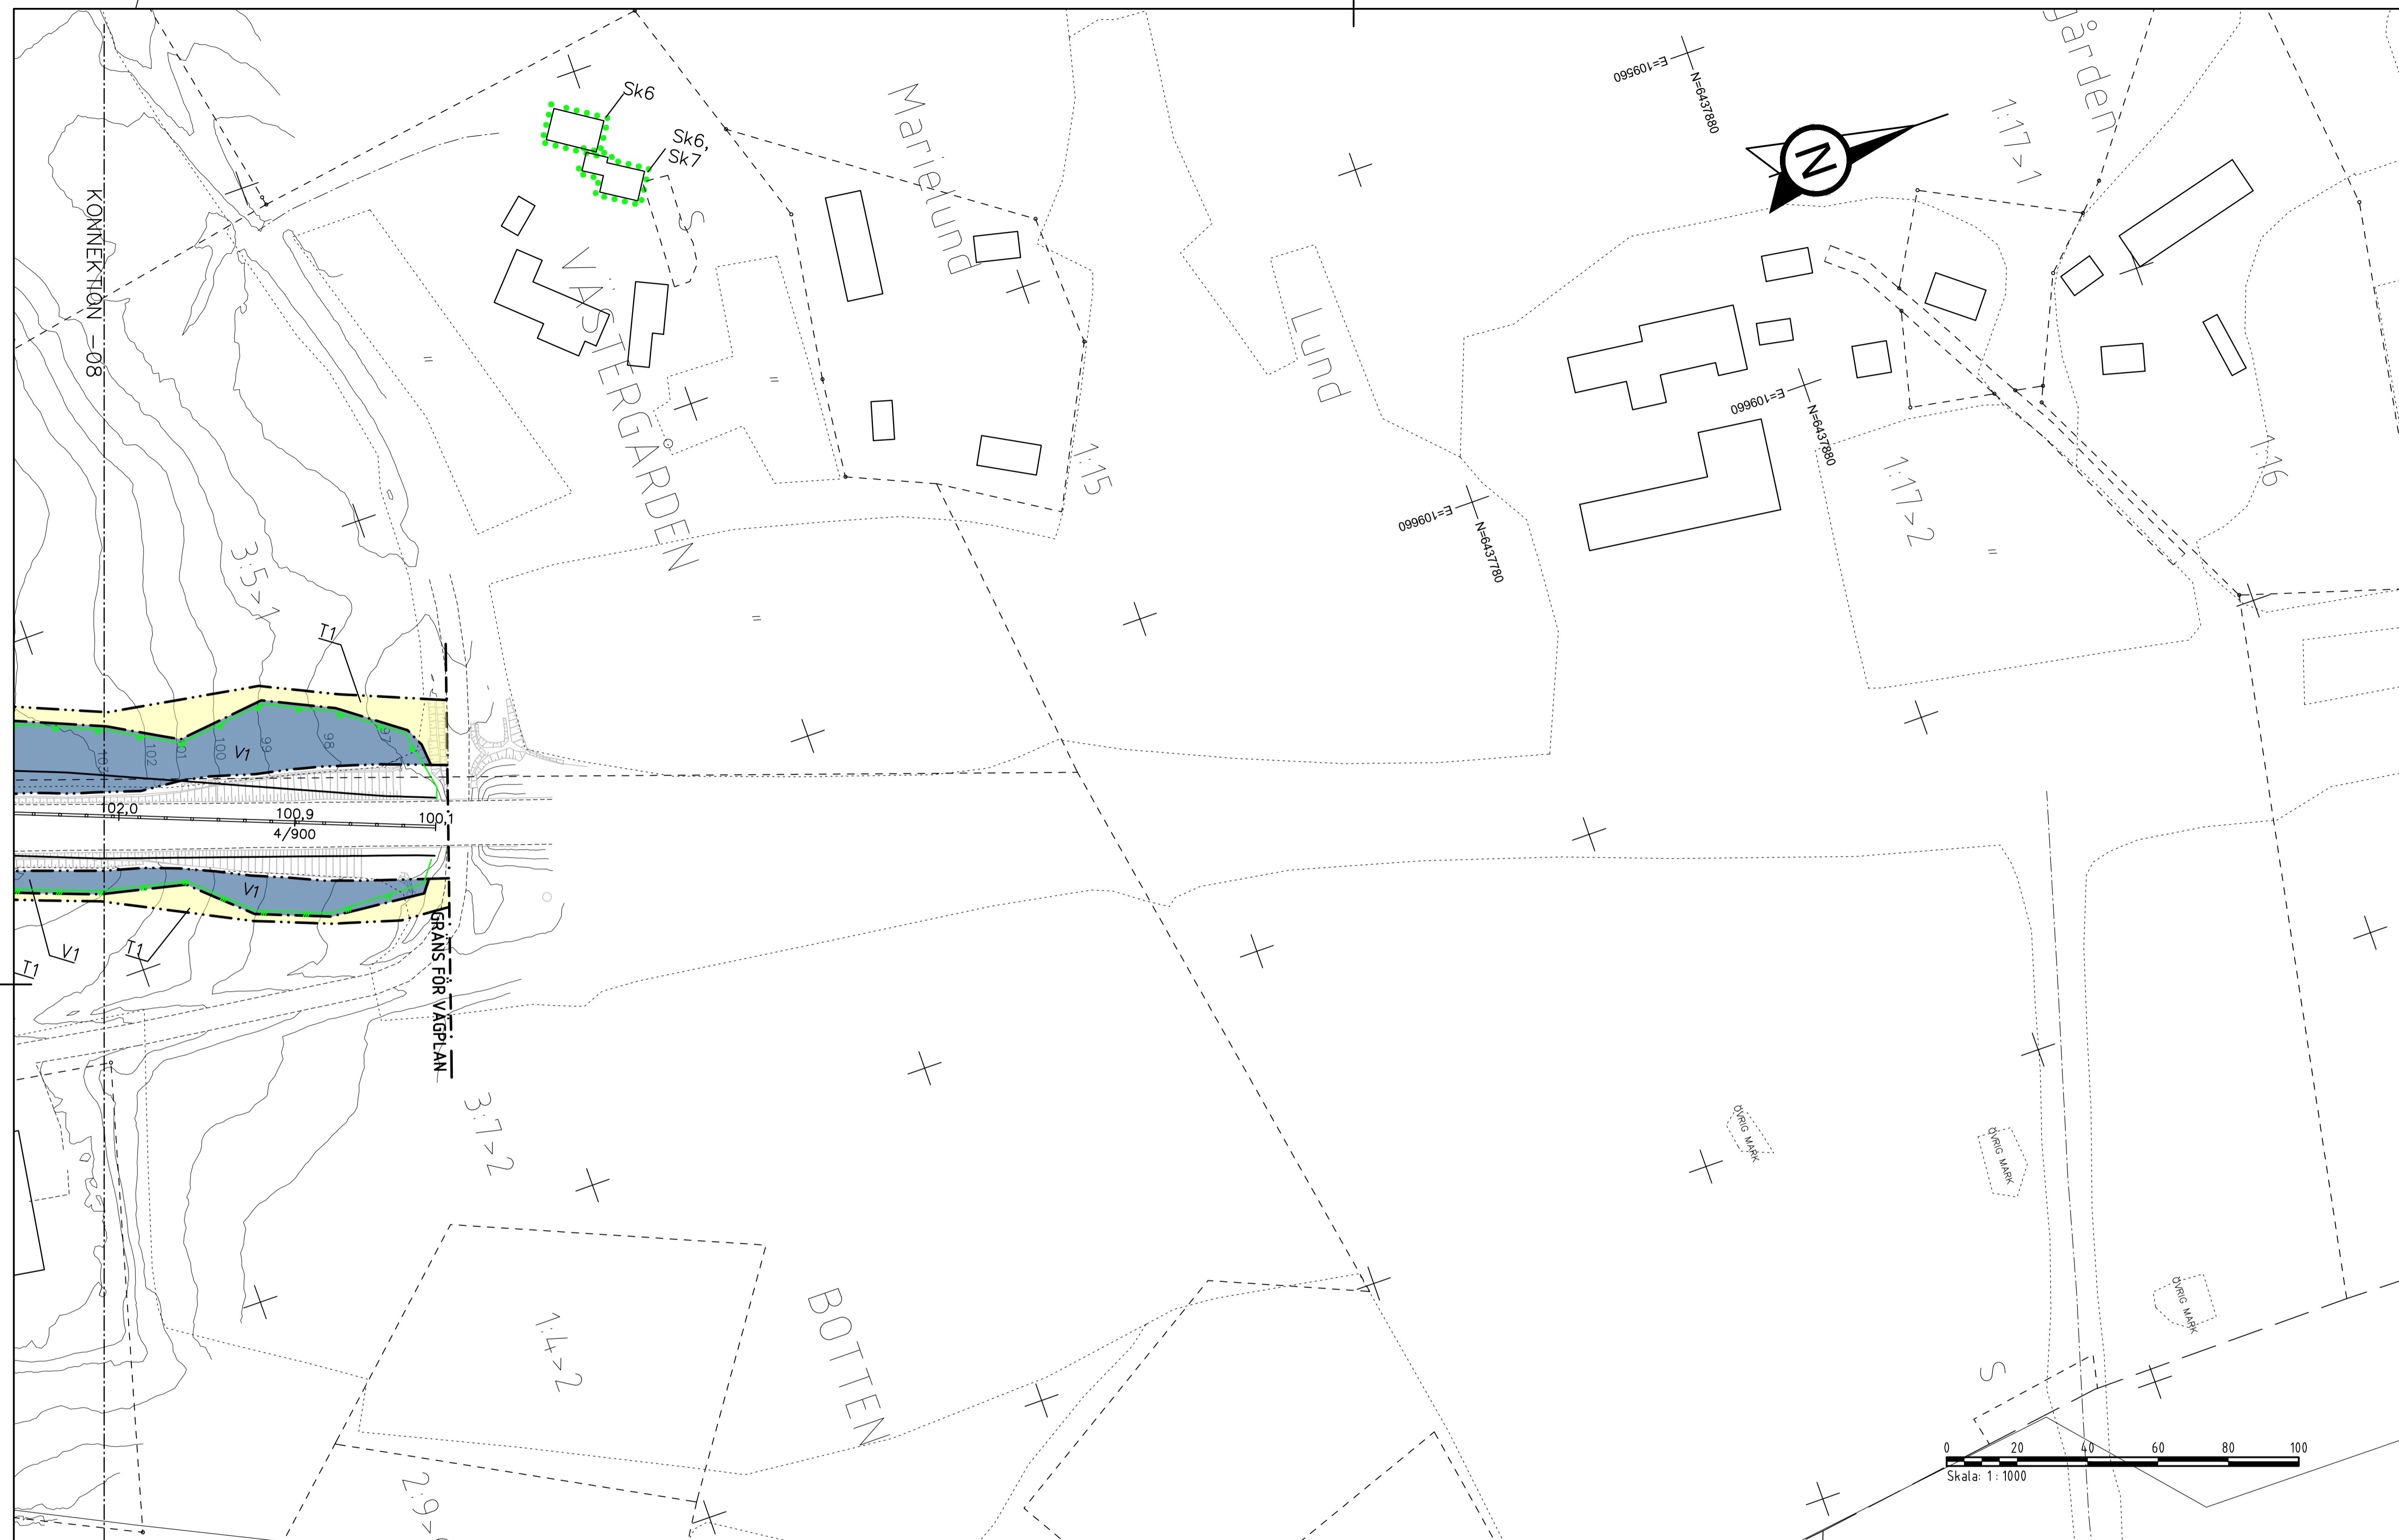 Sk6
Sk6,
Sk7
S
Marielund
KONNEKTION -08
VÄSTERGÅRDEN
3:5>1
1:15
Lund
E=109560
N=6437880
N
1:17>1
gården
E=109660
N=6437880
E=109660
N=6437780
1:17>2
1:16
T1
V1
103
102
101
100
99
98
97
102,0
100,9
100,1
4/900
V1
V1
T1
T1
GRÄNS FÖR VÄGPLAN
3:7>2
1:4>2
BOTTEN
ÖVRIG MARK
ÖVRIG MARK
ÖVRIG MARK
S
0 20 40 60 80 100
Skala: 1 : 1000